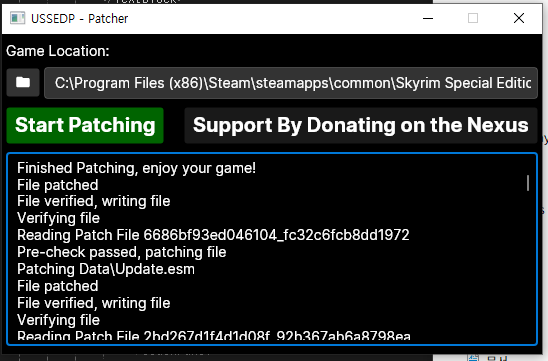 USSEDP - Patcher
Game Location:
C:\Program Files (x86)\Steam\steamapps\common\Skyrim Special Editio
Start Patching
Support By Donating on the Nexus
Finished Patching, enjoy your game!
File patched
File verified, writing file
Verifying file
Reading Patch File 6686bf93ed046104_fc32c6fcb8dd1972
Pre-check passed, patching file
Patching Data\Update.esm
File patched
File verified, writing file
Verifying file
Reading Patch File 2bd267d1f4d1d08f_92b367ab6a8798ea